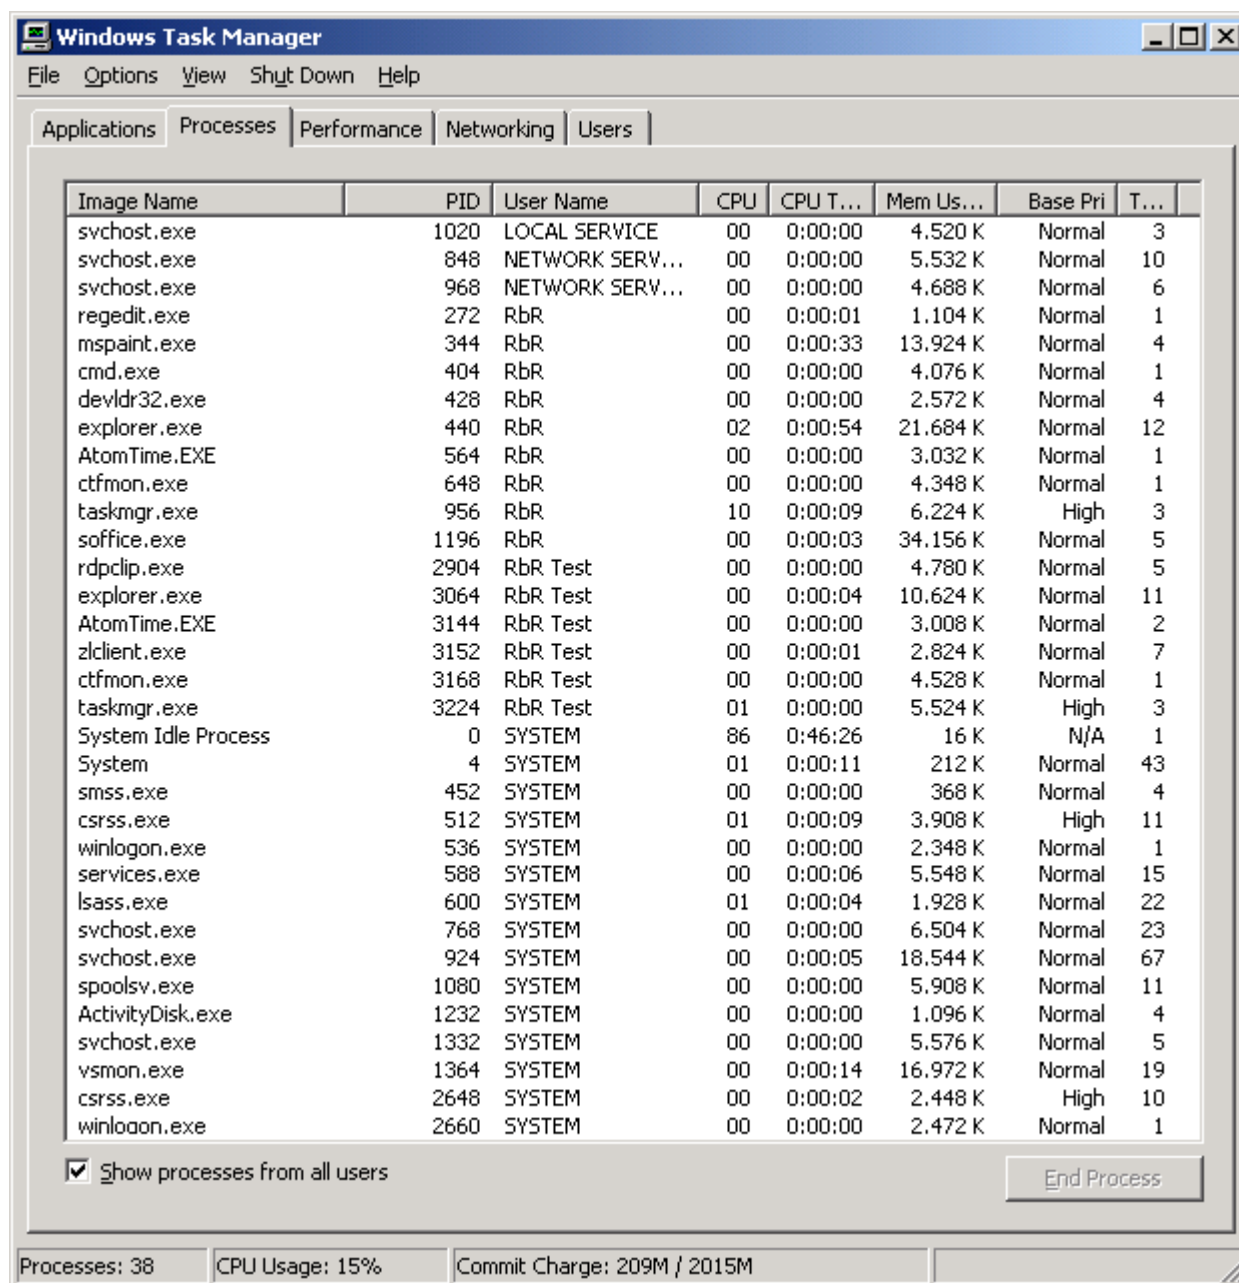 Windows Task Manager
File Options View Shut Down Help
Applications Processes Performance Networking Users
Image Name PID User Name CPU CPU T... Mem Us... Base Pri T...
svchost.exe 1020 LOCAL SERVICE 00 0:00:00 4.520 K Normal 3
svchost.exe 848 NETWORK SERV... 00 0:00:00 5.532 K Normal 10
svchost.exe 968 NETWORK SERV... 00 0:00:00 4.688 K Normal 6
regedit.exe 272 RbR 00 0:00:01 1.104 K Normal 1
mspaint.exe 344 RbR 00 0:00:33 13.924 K Normal 4
cmd.exe 404 RbR 00 0:00:00 4.076 K Normal 1
devldr32.exe 428 RbR 00 0:00:00 2.572 K Normal 4
explorer.exe 440 RbR 02 0:00:54 21.684 K Normal 12
AtomTime.EXE 564 RbR 00 0:00:00 3.032 K Normal 1
ctfmon.exe 648 RbR 00 0:00:00 4.348 K Normal 1
taskmgr.exe 956 RbR 10 0:00:09 6.224 K High 3
soffice.exe 1196 RbR 00 0:00:03 34.156 K Normal 5
rdpclip.exe 2904 RbR Test 00 0:00:00 4.780 K Normal 5
explorer.exe 3064 RbR Test 00 0:00:04 10.624 K Normal 11
AtomTime.EXE 3144 RbR Test 00 0:00:00 3.008 K Normal 2
zlclient.exe 3152 RbR Test 00 0:00:01 2.824 K Normal 7
ctfmon.exe 3168 RbR Test 00 0:00:00 4.528 K Normal 1
taskmgr.exe 3224 RbR Test 01 0:00:00 5.524 K High 3
System Idle Process 0 SYSTEM 86 0:46:26 16 K N/A 1
System 4 SYSTEM 01 0:00:11 212 K Normal 43
smss.exe 452 SYSTEM 00 0:00:00 368 K Normal 4
csrss.exe 512 SYSTEM 01 0:00:09 3.908 K High 11
winlogon.exe 536 SYSTEM 00 0:00:00 2.348 K Normal 1
services.exe 588 SYSTEM 00 0:00:06 5.548 K Normal 15
lsass.exe 600 SYSTEM 01 0:00:04 1.928 K Normal 22
svchost.exe 768 SYSTEM 00 0:00:00 6.504 K Normal 23
svchost.exe 924 SYSTEM 00 0:00:05 18.544 K Normal 67
spoolsv.exe 1080 SYSTEM 00 0:00:00 5.908 K Normal 11
ActivityDisk.exe 1232 SYSTEM 00 0:00:00 1.096 K Normal 4
svchost.exe 1332 SYSTEM 00 0:00:00 5.576 K Normal 5
vsmon.exe 1364 SYSTEM 00 0:00:14 16.972 K Normal 19
csrss.exe 2648 SYSTEM 00 0:00:02 2.448 K High 10
winlogon.exe 2660 SYSTEM 00 0:00:00 2.472 K Normal 1
Show processes from all users
End Process
Processes: 38 CPU Usage: 15% Commit Charge: 209M / 2015M